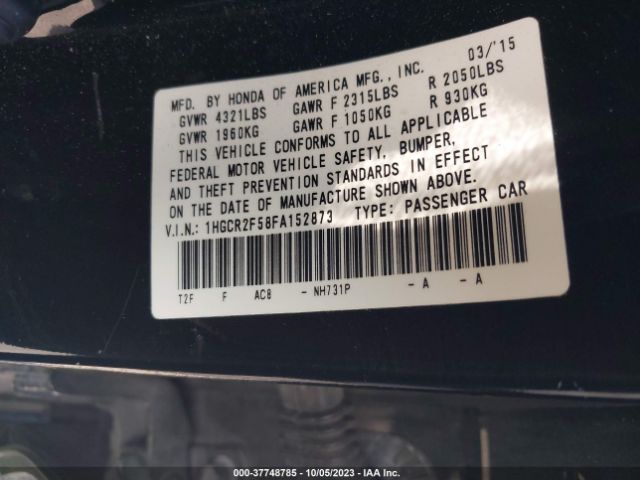 MFD. BY HONDA OF AMERICA MFG., INC. 03/'15
GVWR 4321LBS GAWR F 2315LBS R 2050LBS
GVWR 1960KG GAWR F 1050KG R 930KG
THIS VEHICLE CONFORMS TO ALL APPLICABLE
FEDERAL MOTOR VEHICLE SAFETY, BUMPER,
AND THEFT PREVENTION STANDARDS IN EFFECT
ON THE DATE OF MANUFACTURE SHOWN ABOVE.
V.I.N.: 1HGCR2F58FA152873 TYPE: PASSENGER CAR
T2F F AC8 - NH731P - A - A
000-37748785 - 10/05/2023 - IAA Inc.